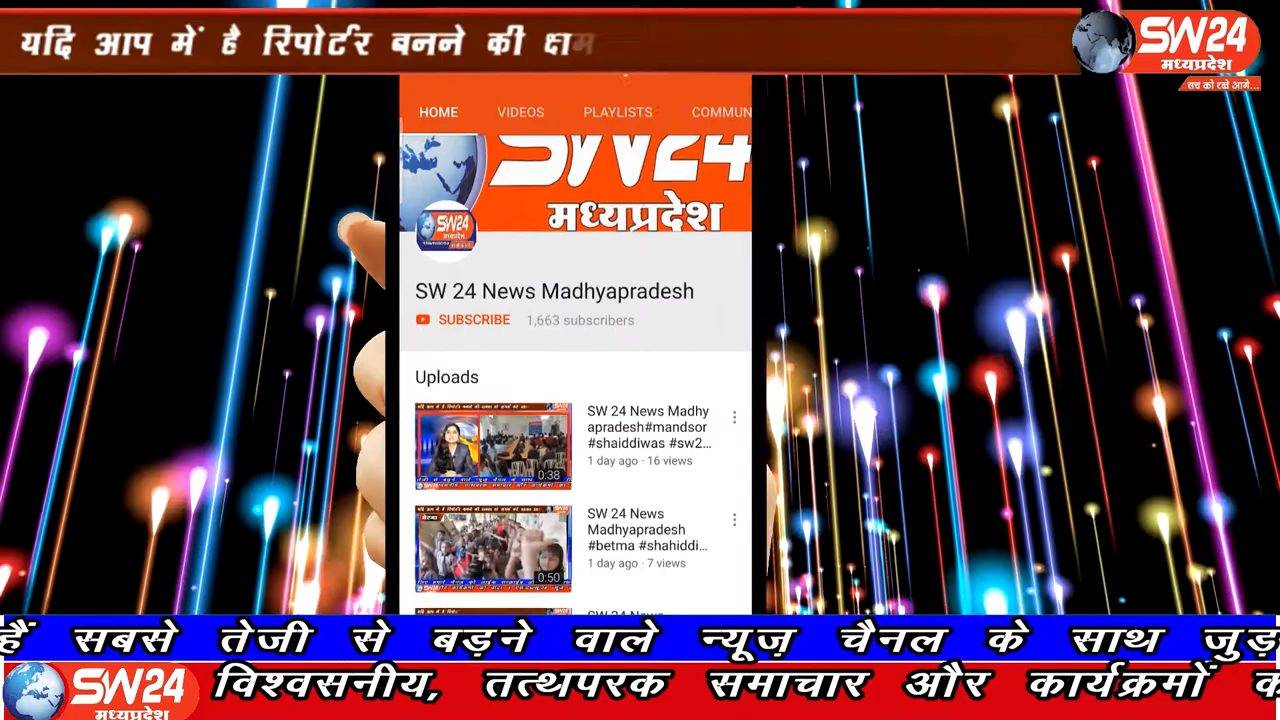 यदि आप में है रिपोर्टर बनने की क्षम
SW24
मध्यप्रदेश
सच को रखे आगे...
HOME VIDEOS PLAYLISTS COMMUN
SW24
मध्यप्रदेश
SW24
SW 24 News Madhyapradesh
SUBSCRIBE 1,663 subscribers
Uploads
SW 24 News Madhy
apradesh#mandsor
#shaiddiwas #sw2...
1 day ago · 16 views
0:38
SW 24 News
Madhyapradesh
#betma #shahiddi...
1 day ago · 7 views
बेटमा
0:50
हैं सबसे तेजी से बड़ने वाले न्यूज़ चैनल के साथ जुड़
SW24
मध्यप्रदेश
विश्वसनीय, तत्थपरक समाचार और कार्यक्रमों क